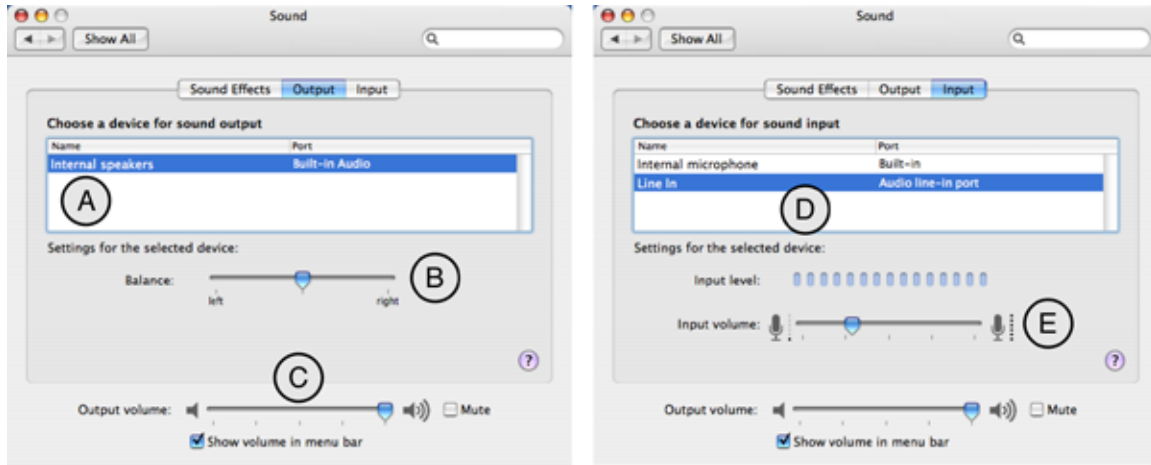 Sound
Show All
Sound Effects Output Input
Choose a device for sound output
Name Port
Internal speakers Built-in Audio
A
Settings for the selected device:
Balance:
left right
B
C
?
Output volume: Mute
Show volume in menu bar
Sound
Show All
Sound Effects Output Input
Choose a device for sound input
Name Port
Internal microphone Built-in
Line In Audio line-in port
D
Settings for the selected device:
Input level:
Input volume:
E
?
Output volume: Mute
Show volume in menu bar